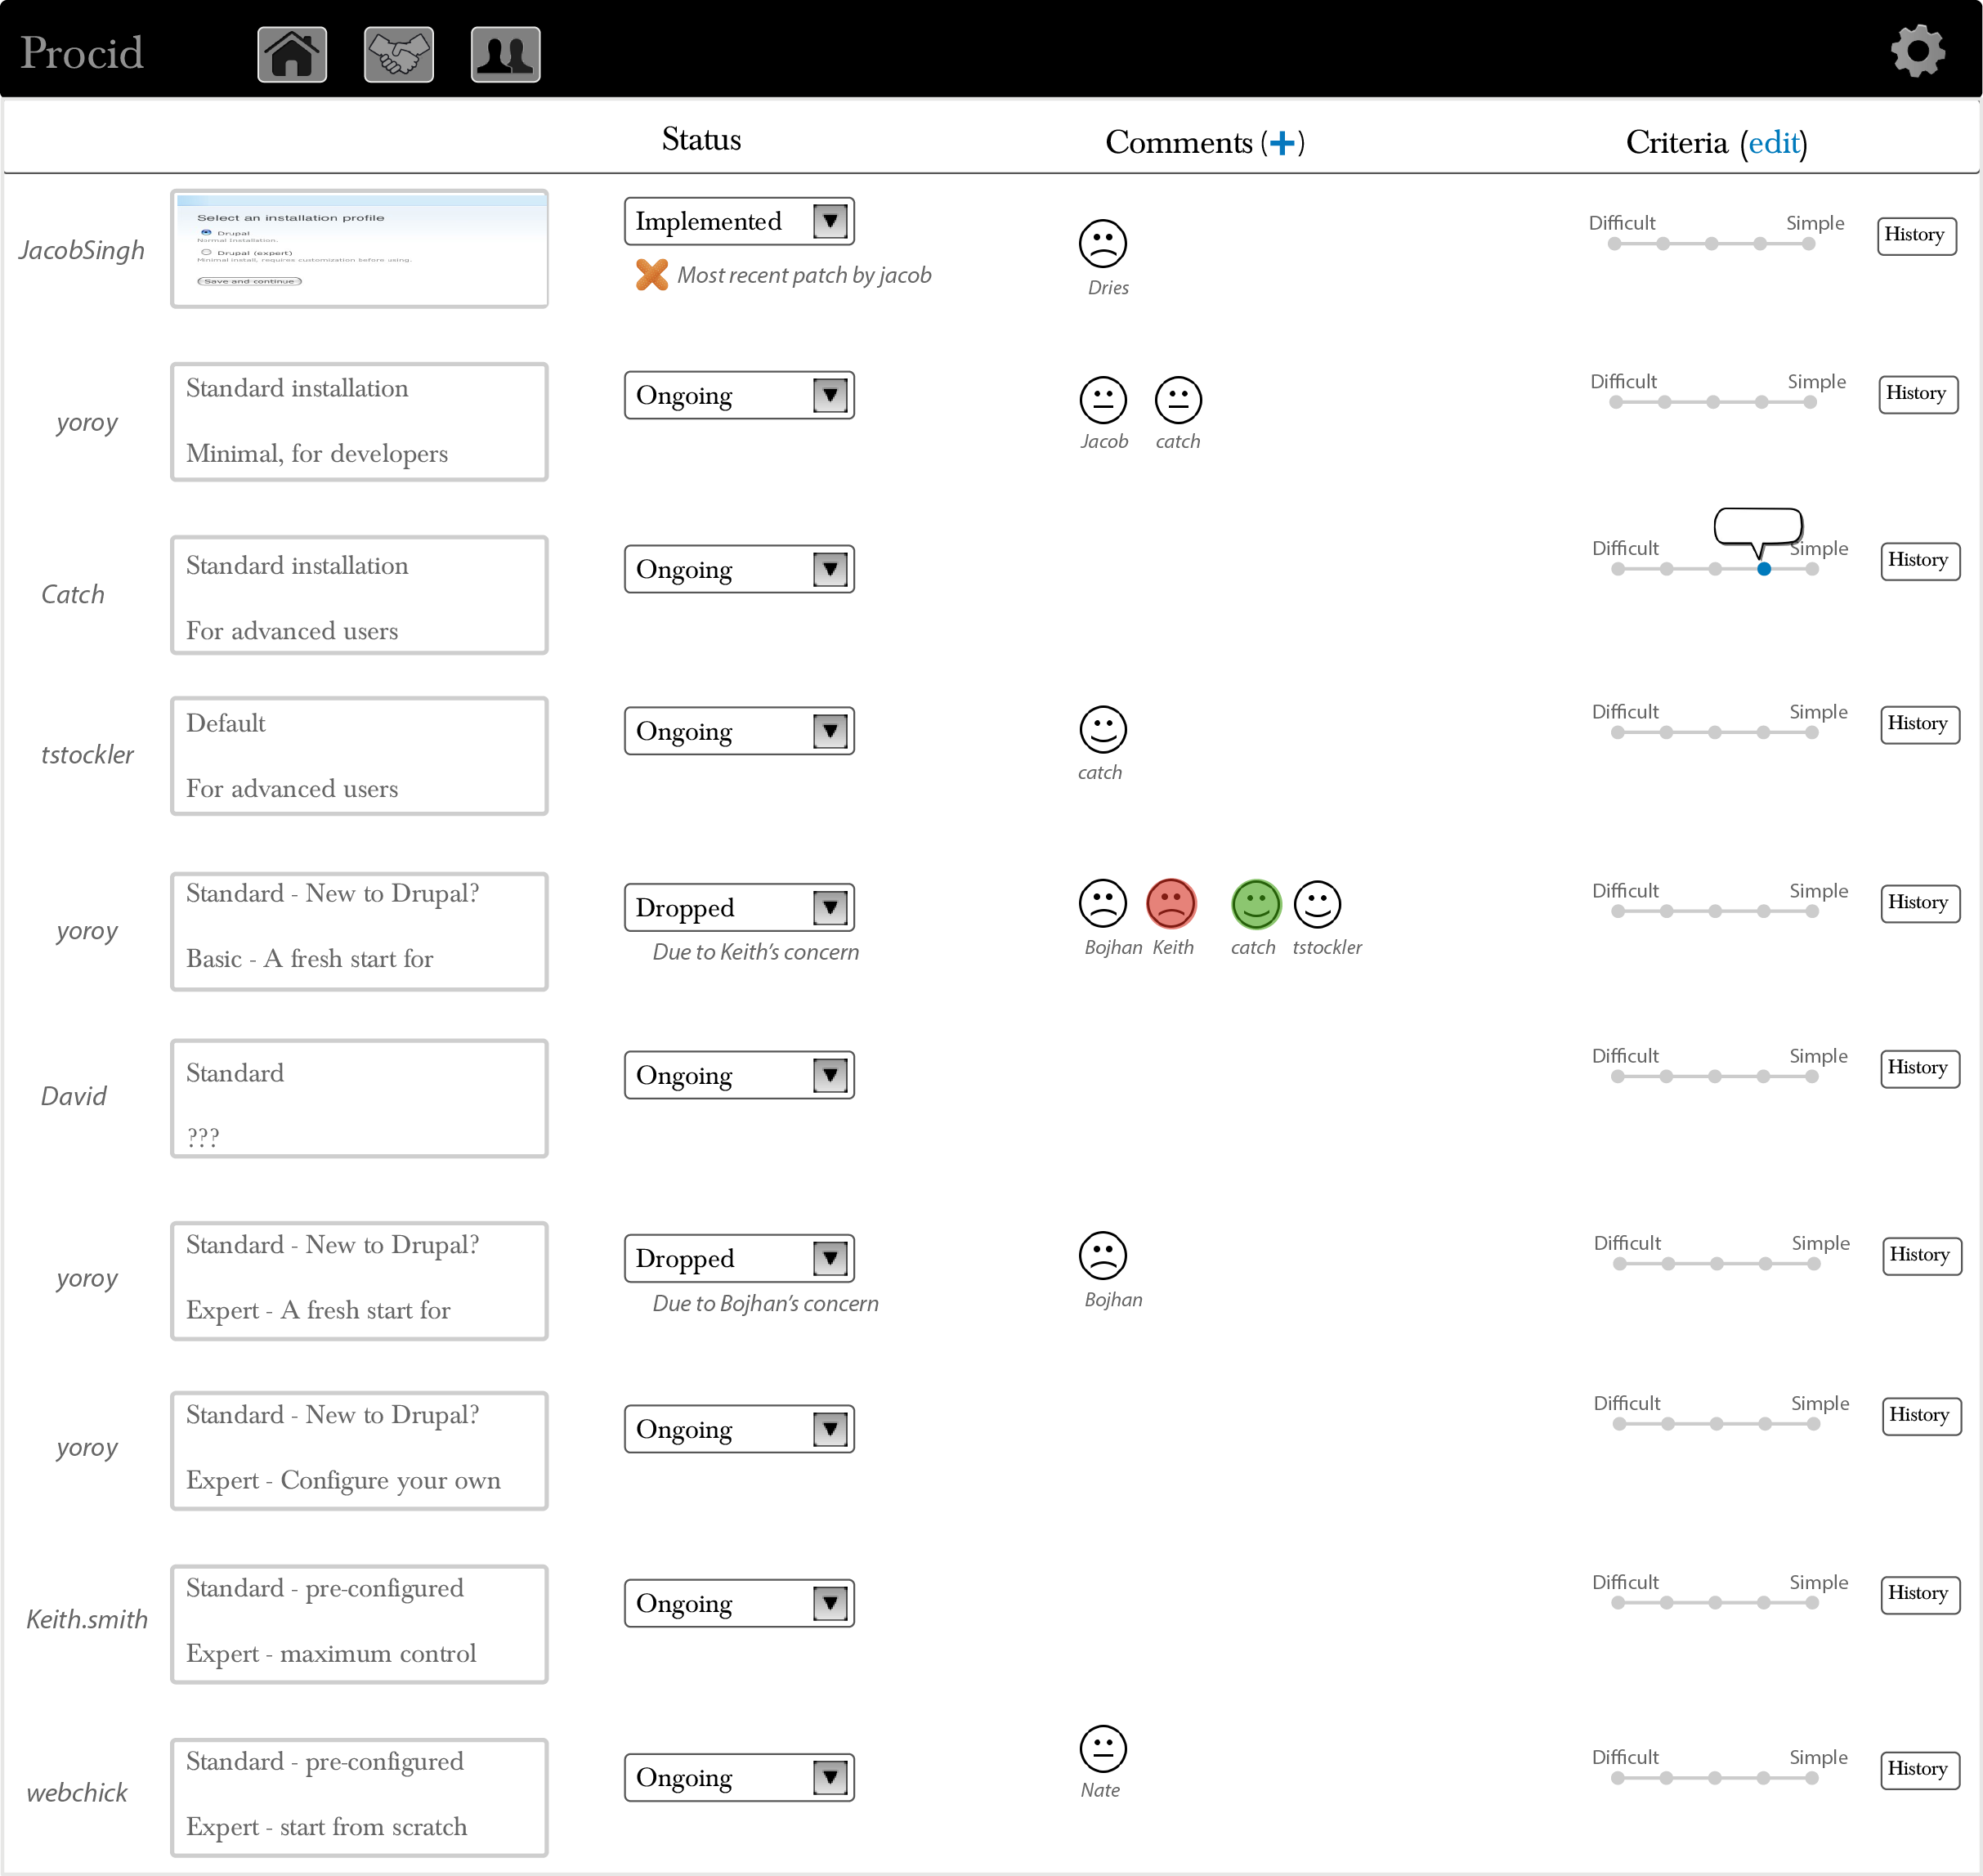 Procid
Status Comments (+) Criteria (edit)
JacobSingh
Select an installation profile
Drupal
Normal installation.
Drupal (expert)
Minimal install, requires customization before using.
Save and continue
Implemented
Most recent patch by jacob
Dries
Difficult Simple
History
yoroy
Standard installation
Minimal, for developers
Ongoing
Jacob catch
Difficult Simple
History
Catch
Standard installation
For advanced users
Ongoing
Difficult Simple
History
tstockler
Default
For advanced users
Ongoing
catch
Difficult Simple
History
yoroy
Standard - New to Drupal?
Basic - A fresh start for
Dropped
Due to Keith's concern
Bojhan Keith catch tstockler
Difficult Simple
History
David
Standard
???
Ongoing
Difficult Simple
History
yoroy
Standard - New to Drupal?
Expert - A fresh start for
Dropped
Due to Bojhan's concern
Bojhan
Difficult Simple
History
yoroy
Standard - New to Drupal?
Expert - Configure your own
Ongoing
Difficult Simple
History
Keith.smith
Standard - pre-configured
Expert - maximum control
Ongoing
Difficult Simple
History
webchick
Standard - pre-configured
Expert - start from scratch
Ongoing
Nate
Difficult Simple
History